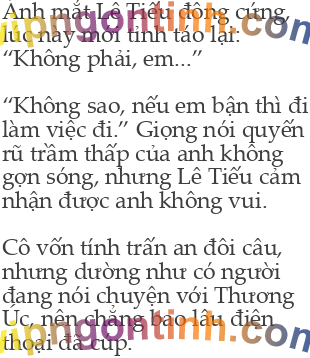 Ánh mắt Lê Tiếu đông cứng,
lúc này mới tỉnh táo lại.
“Không phải, em...”
“Không sao, nếu em bận thì đi
làm việc đi.” Giọng nói quyến
rũ trầm thấp của anh không
gợn sóng, nhưng Lê Tiếu cảm
nhận được anh không vui.
Cô vốn tính trấn an đôi câu,
nhưng dường như có người
đang nói chuyện với Thương
Úc, nên chẳng bao lâu điện
thoại đã cúp.
vipngontinh.com
vipngontinh.com